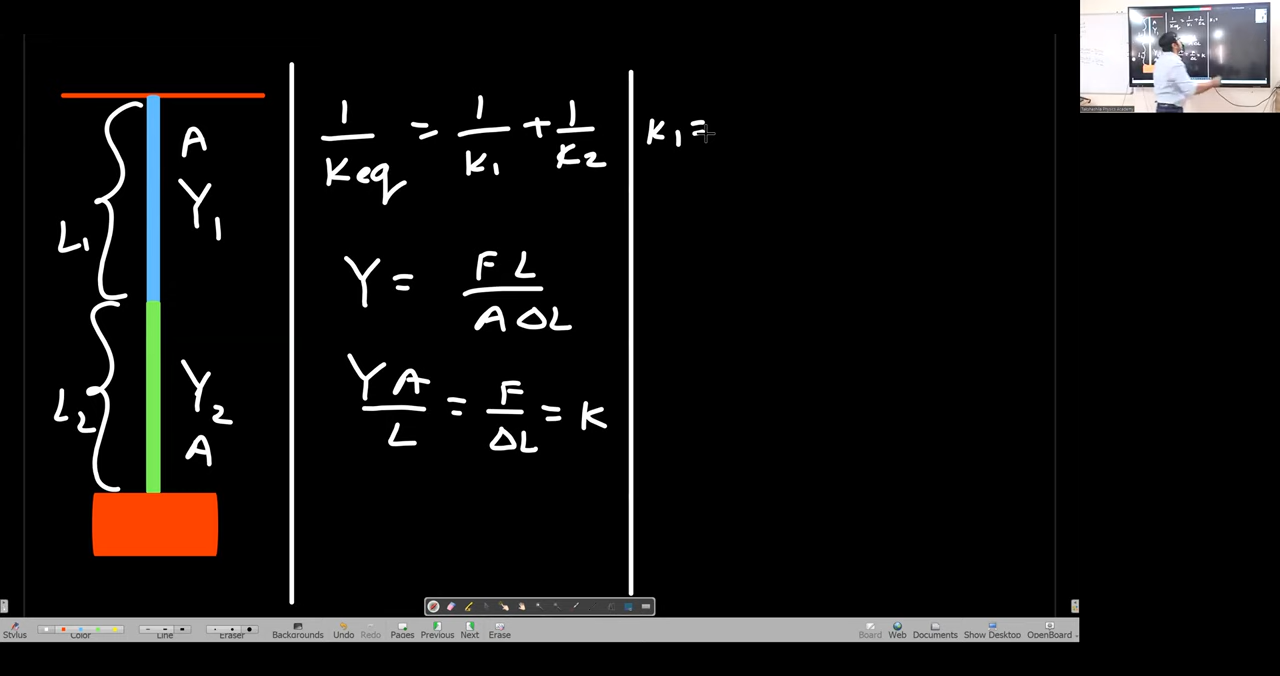 A
Y1
L1
L2
Y2
A
1/Keq = 1/K1 + 1/K2
Y = FL/AΔL
YA/L = F/ΔL = K
K1 =
Stylus
Color
Line
Eraser
Backgrounds
Undo
Redo
Pages
Previous
Next
Erase
Board
Web
Documents
Show Desktop
OpenBoard